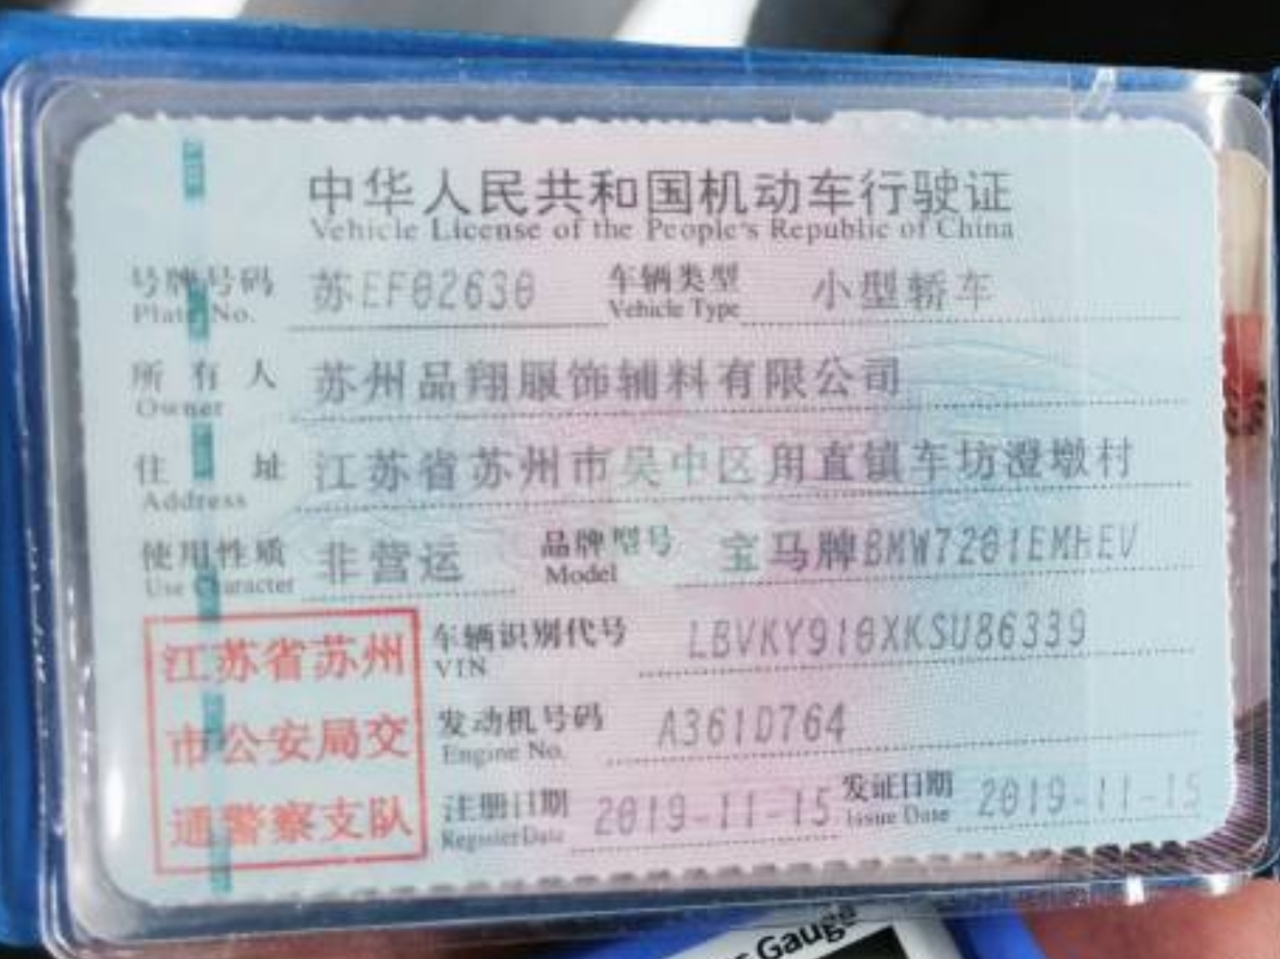 中华人民共和国机动车行驶证
Vehicle License of the People's Republic of China
号牌号码 苏EF02630 车辆类型 小型轿车
Plate No. Vehicle Type
所有人 苏州品翔服饰辅料有限公司
Owner
住址 江苏省苏州市吴中区甪直镇车坊澄墩村
Address
使用性质 非营运 品牌型号 宝马牌BMW7201EMHEV
Use Character Model
江苏省苏州
市公安局交
通警察支队
车辆识别代号 LBVKY910XKSU86339
VIN
发动机号码 A361D764
Engine No.
注册日期 2019-11-15 发证日期 2019-11-15
Register Date Issue Date
Gauga